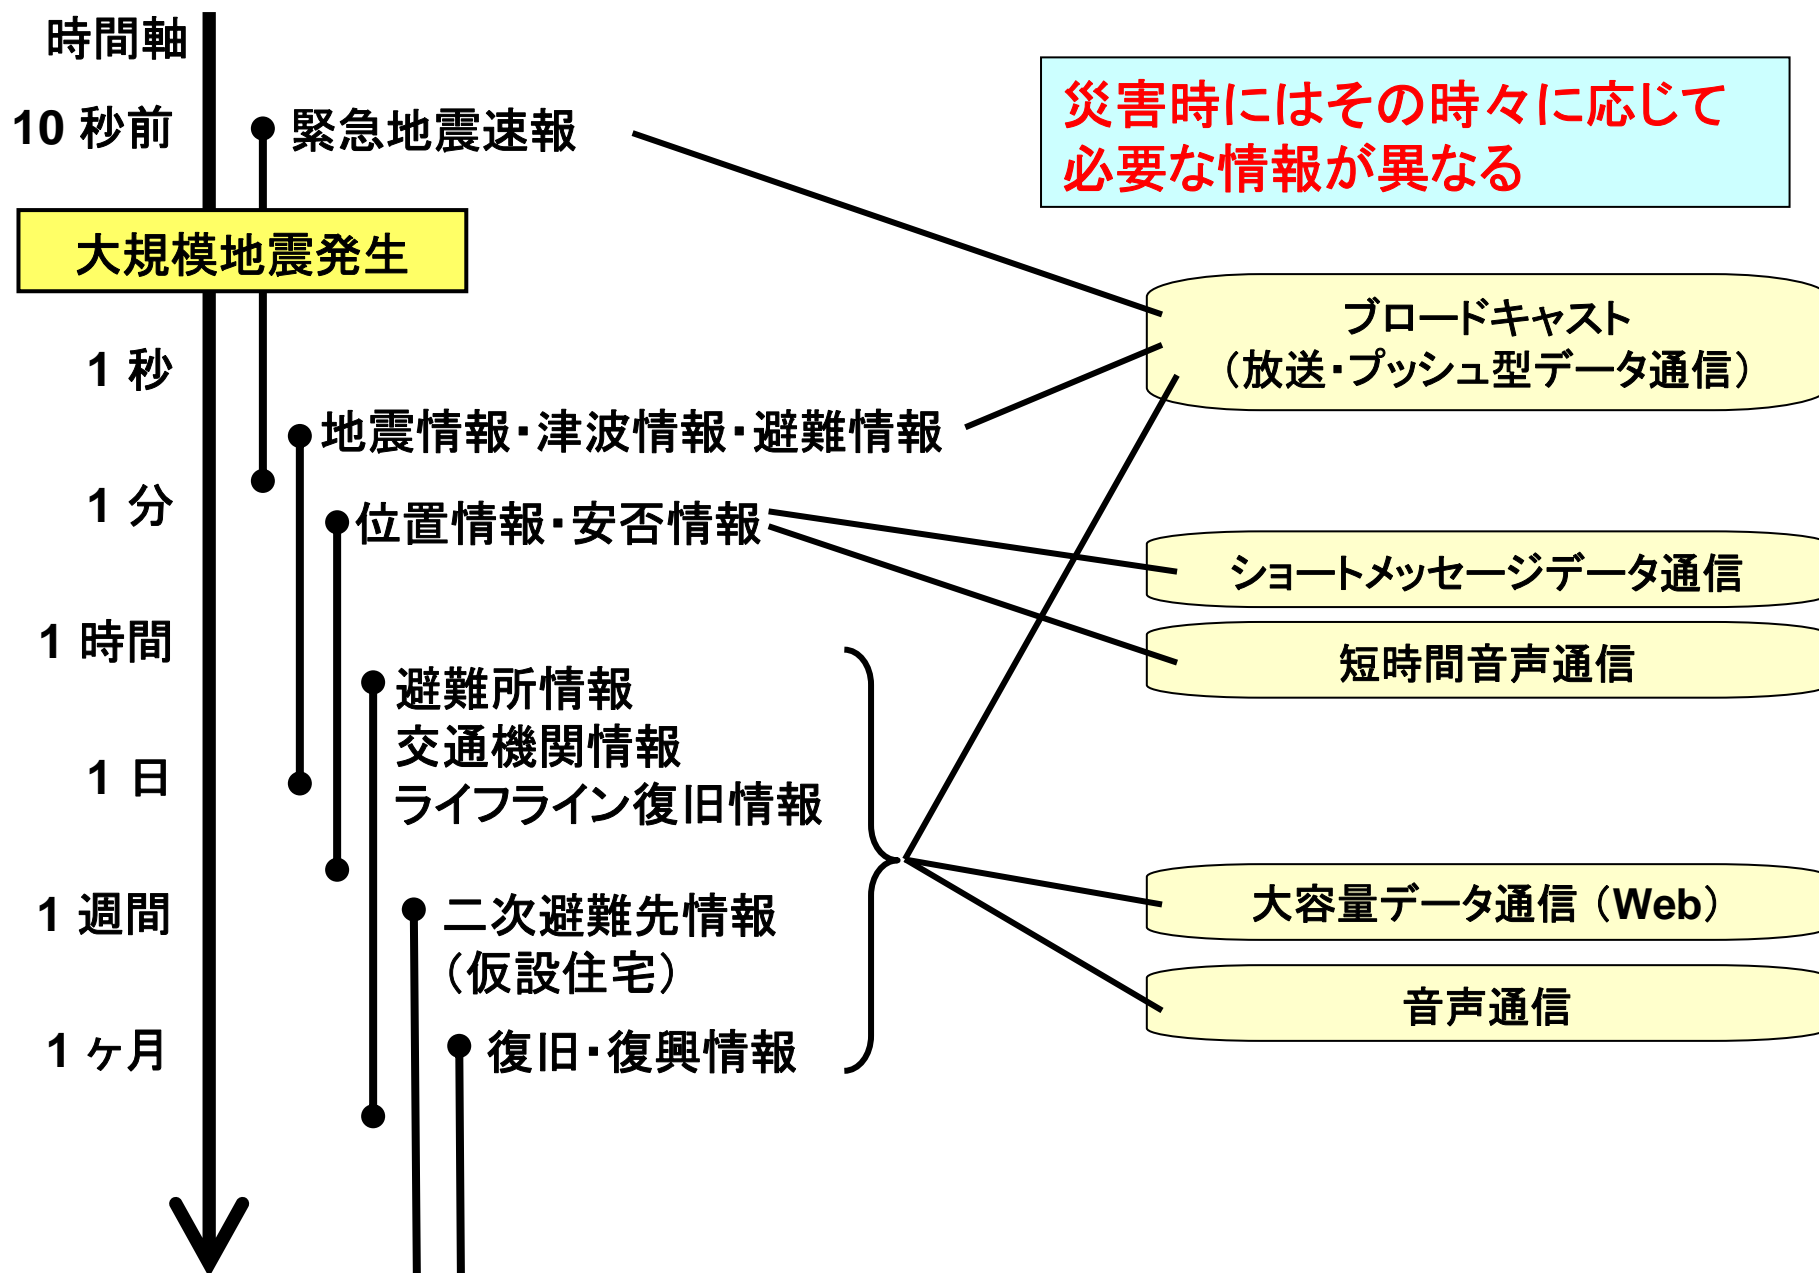 時間軸
10 秒前
緊急地震速報
災害時にはその時々に応じて
必要な情報が異なる
大規模地震発生
ブロードキャスト
（放送・プッシュ型データ通信）
1 秒
地震情報・津波情報・避難情報
1 分
位置情報・安否情報
ショートメッセージデータ通信
1 時間
短時間音声通信
避難所情報
交通機関情報
1 日
ライフライン復旧情報
大容量データ通信（Web）
1 週間
二次避難先情報
（仮設住宅）
音声通信
1 ヶ月
復旧・復興情報